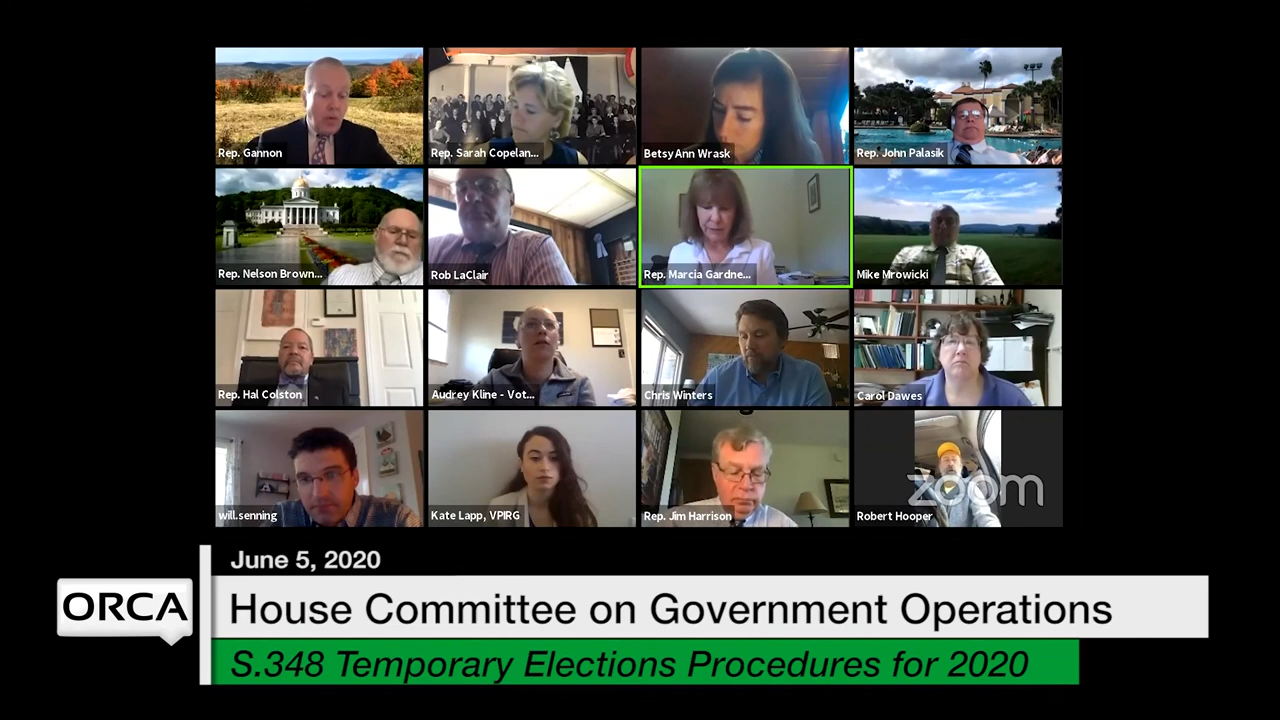 Rep. Gannon
Rep. Sarah Copelan...
Betsy Ann Wrask
Rep. John Palasik
Rep. Nelson Brown...
Rob LaClair
Rep. Marcia Gardne...
Mike Mrowicki
Rep. Hal Colston
Audrey Kline - Vot...
Chris Winters
Carol Dawes
will.senning
Kate Lapp, VPIRG
Rep. Jim Harrison
zoom
Robert Hooper
June 5, 2020
ORCA
House Committee on Government Operations
S.348 Temporary Elections Procedures for 2020